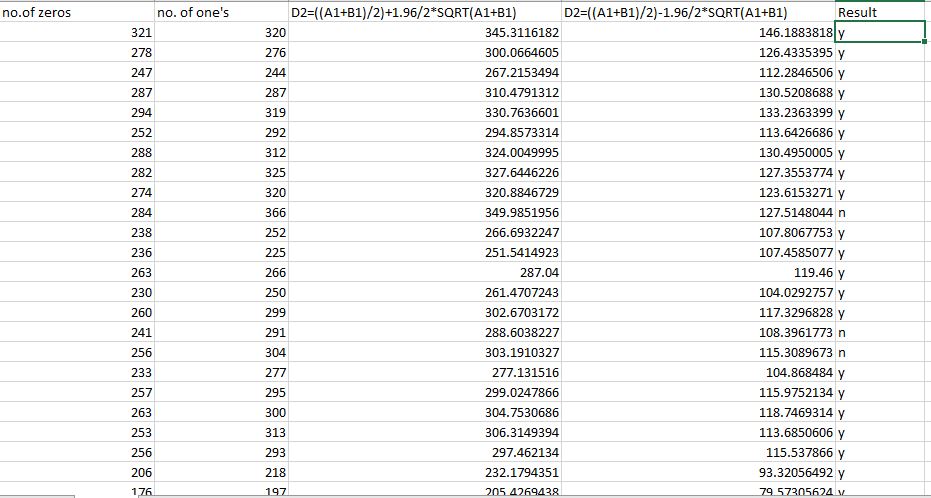 no.of zeros no. of one's D2=((A1+B1)/2)+1.96/2*SQRT(A1+B1) D2=((A1+B1)/2)-1.96/2*SQRT(A1+B1) Result
321 320 345.3116182 146.1883818 y
278 276 300.0664605 126.4335395 y
247 244 267.2153494 112.2846506 y
287 287 310.4791312 130.5208688 y
294 319 330.7636601 133.2363399 y
252 292 294.8573314 113.6426686 y
288 312 324.0049995 130.4950005 y
282 325 327.6446226 127.3553774 y
274 320 320.8846729 123.6153271 y
284 366 349.9851956 127.5148044 n
238 252 266.6932247 107.8067753 y
236 225 251.5414923 107.4585077 y
263 266 287.04 119.46 y
230 250 261.4707243 104.0292757 y
260 299 302.6703172 117.3296828 y
241 291 288.6038227 108.3961773 n
256 304 303.1910327 115.3089673 n
233 277 277.131516 104.868484 y
257 295 299.0247866 115.9752134 y
263 300 304.7530686 118.7469314 y
253 313 306.3149394 113.6850606 y
256 293 297.462134 115.537866 y
206 218 232.1794351 93.32056492 y
176 197 205.4269438 79.57305624 y